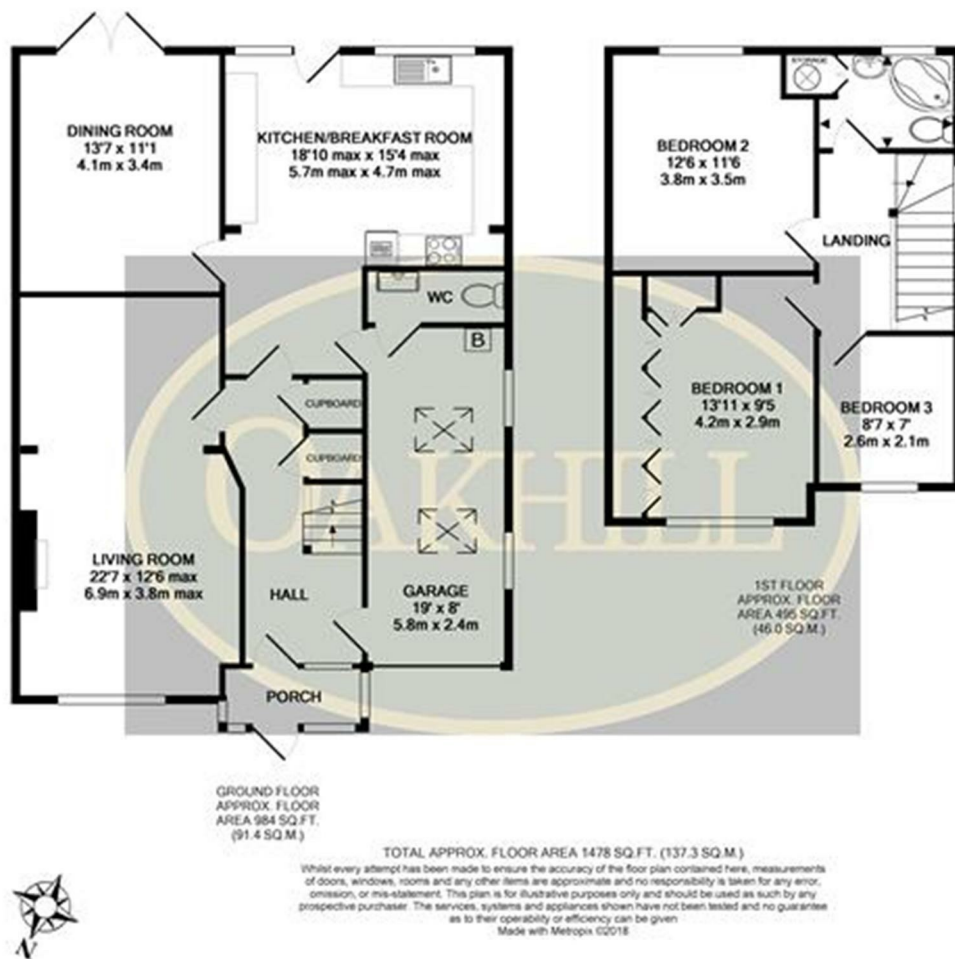 DINING ROOM
13'7 x 11'1
4.1m x 3.4m
KITCHEN/BREAKFAST ROOM
18'10 max x 15'4 max
5.7m max x 4.7m max
WC
B
CUPBOARD
CUPBOARD
LIVING ROOM
22'7 x 12'6 max
6.9m x 3.8m max
HALL
GARAGE
19' x 8'
5.8m x 2.4m
PORCH
GROUND FLOOR
APPROX. FLOOR
AREA 984 SQ.FT.
(91.4 SQ.M.)
STORAGE
BEDROOM 2
12'6 x 11'6
3.8m x 3.5m
LANDING
BEDROOM 1
13'11 x 9'5
4.2m x 2.9m
BEDROOM 3
8'7 x 7'
2.6m x 2.1m
1ST FLOOR
APPROX. FLOOR
AREA 495 SQ.FT.
(46.0 SQ.M.)
OAKHILL
N
TOTAL APPROX. FLOOR AREA 1478 SQ.FT. (137.3 SQ.M.)
Whilst every attempt has been made to ensure the accuracy of the floor plan contained here, measurements
of doors, windows, rooms and any other items are approximate and no responsibility is taken for any error,
omission, or mis-statement. This plan is for illustrative purposes only and should be used as such by any
prospective purchaser. The services, systems and appliances shown have not been tested and no guarantee
as to their operability or efficiency can be given
Made with Metropix ©2018